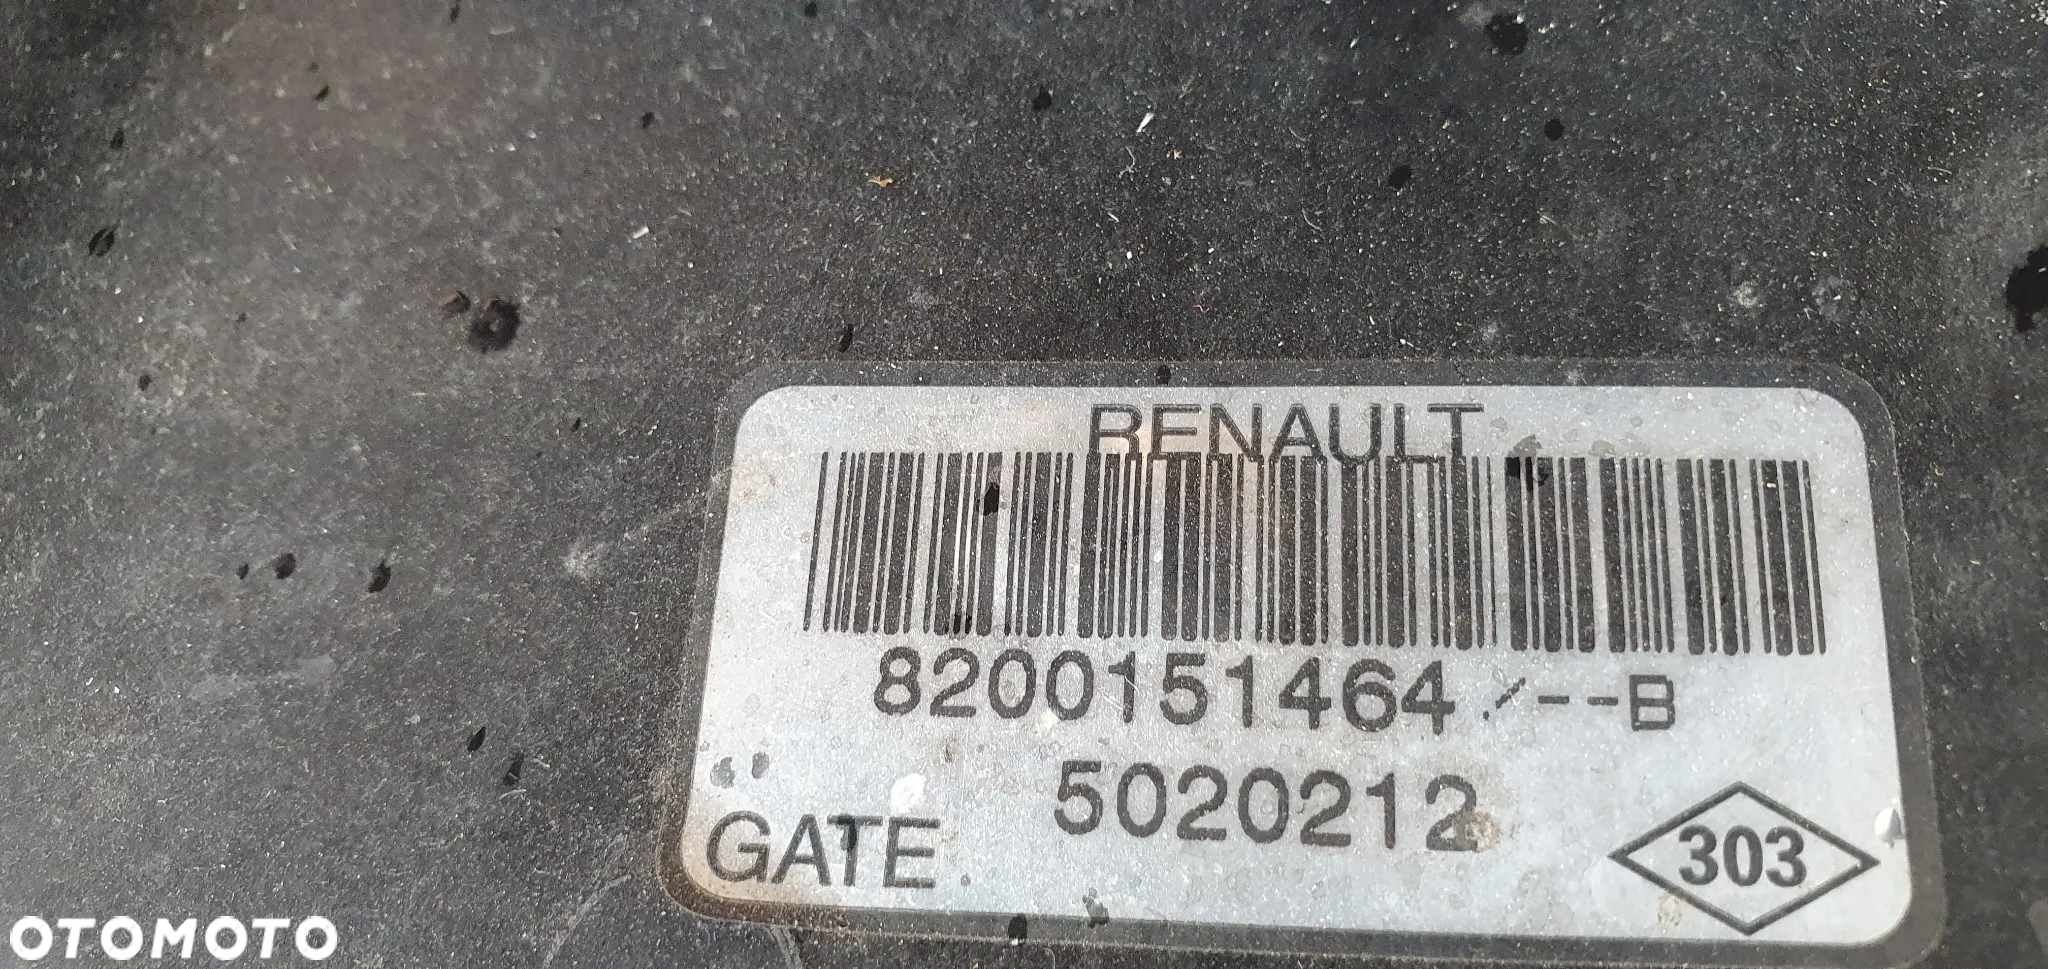 RENAULT
8200151464.---B
5020212
GATE
303
OTOMOTO